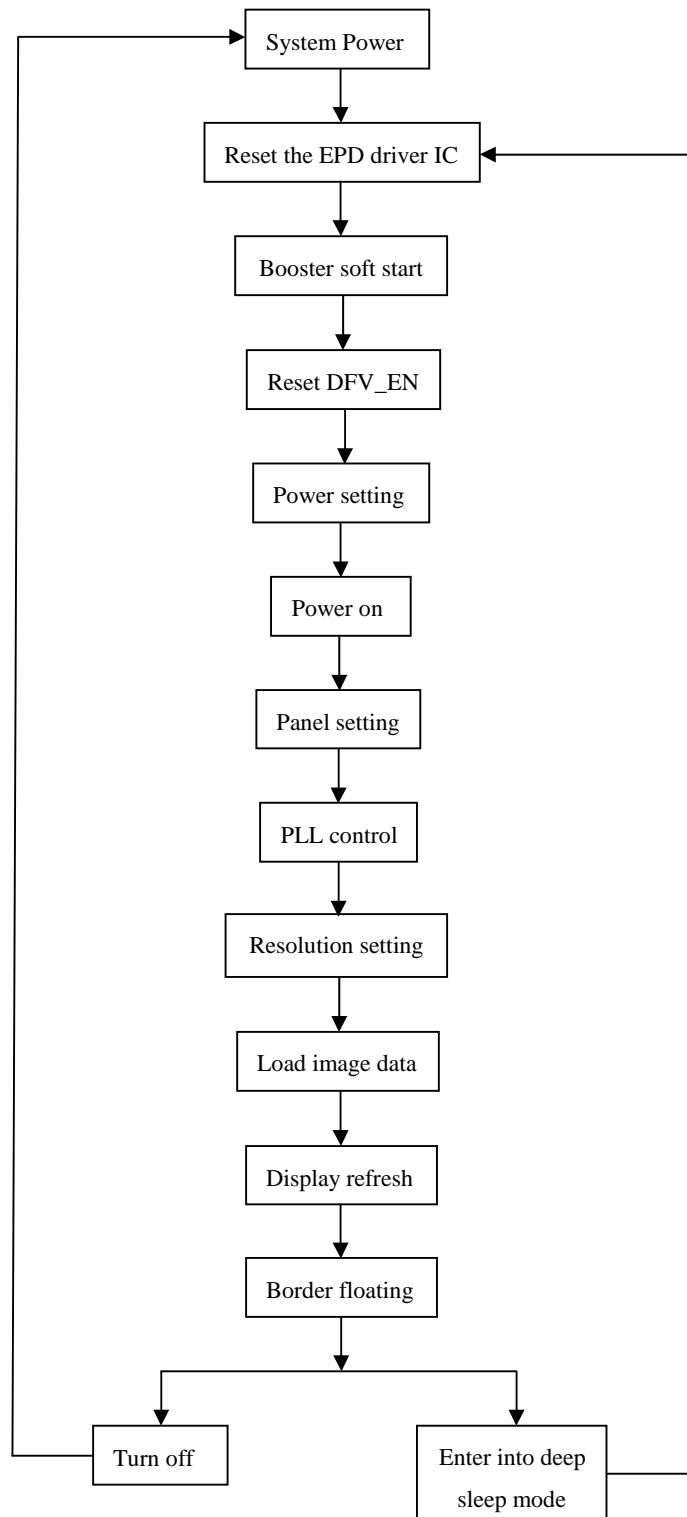 System Power
Reset the EPD driver IC
Booster soft start
Reset DFV_EN
Power setting
Power on
Panel setting
PLL control
Resolution setting
Load image data
Display refresh
Border floating
Turn off
Enter into deep
sleep mode